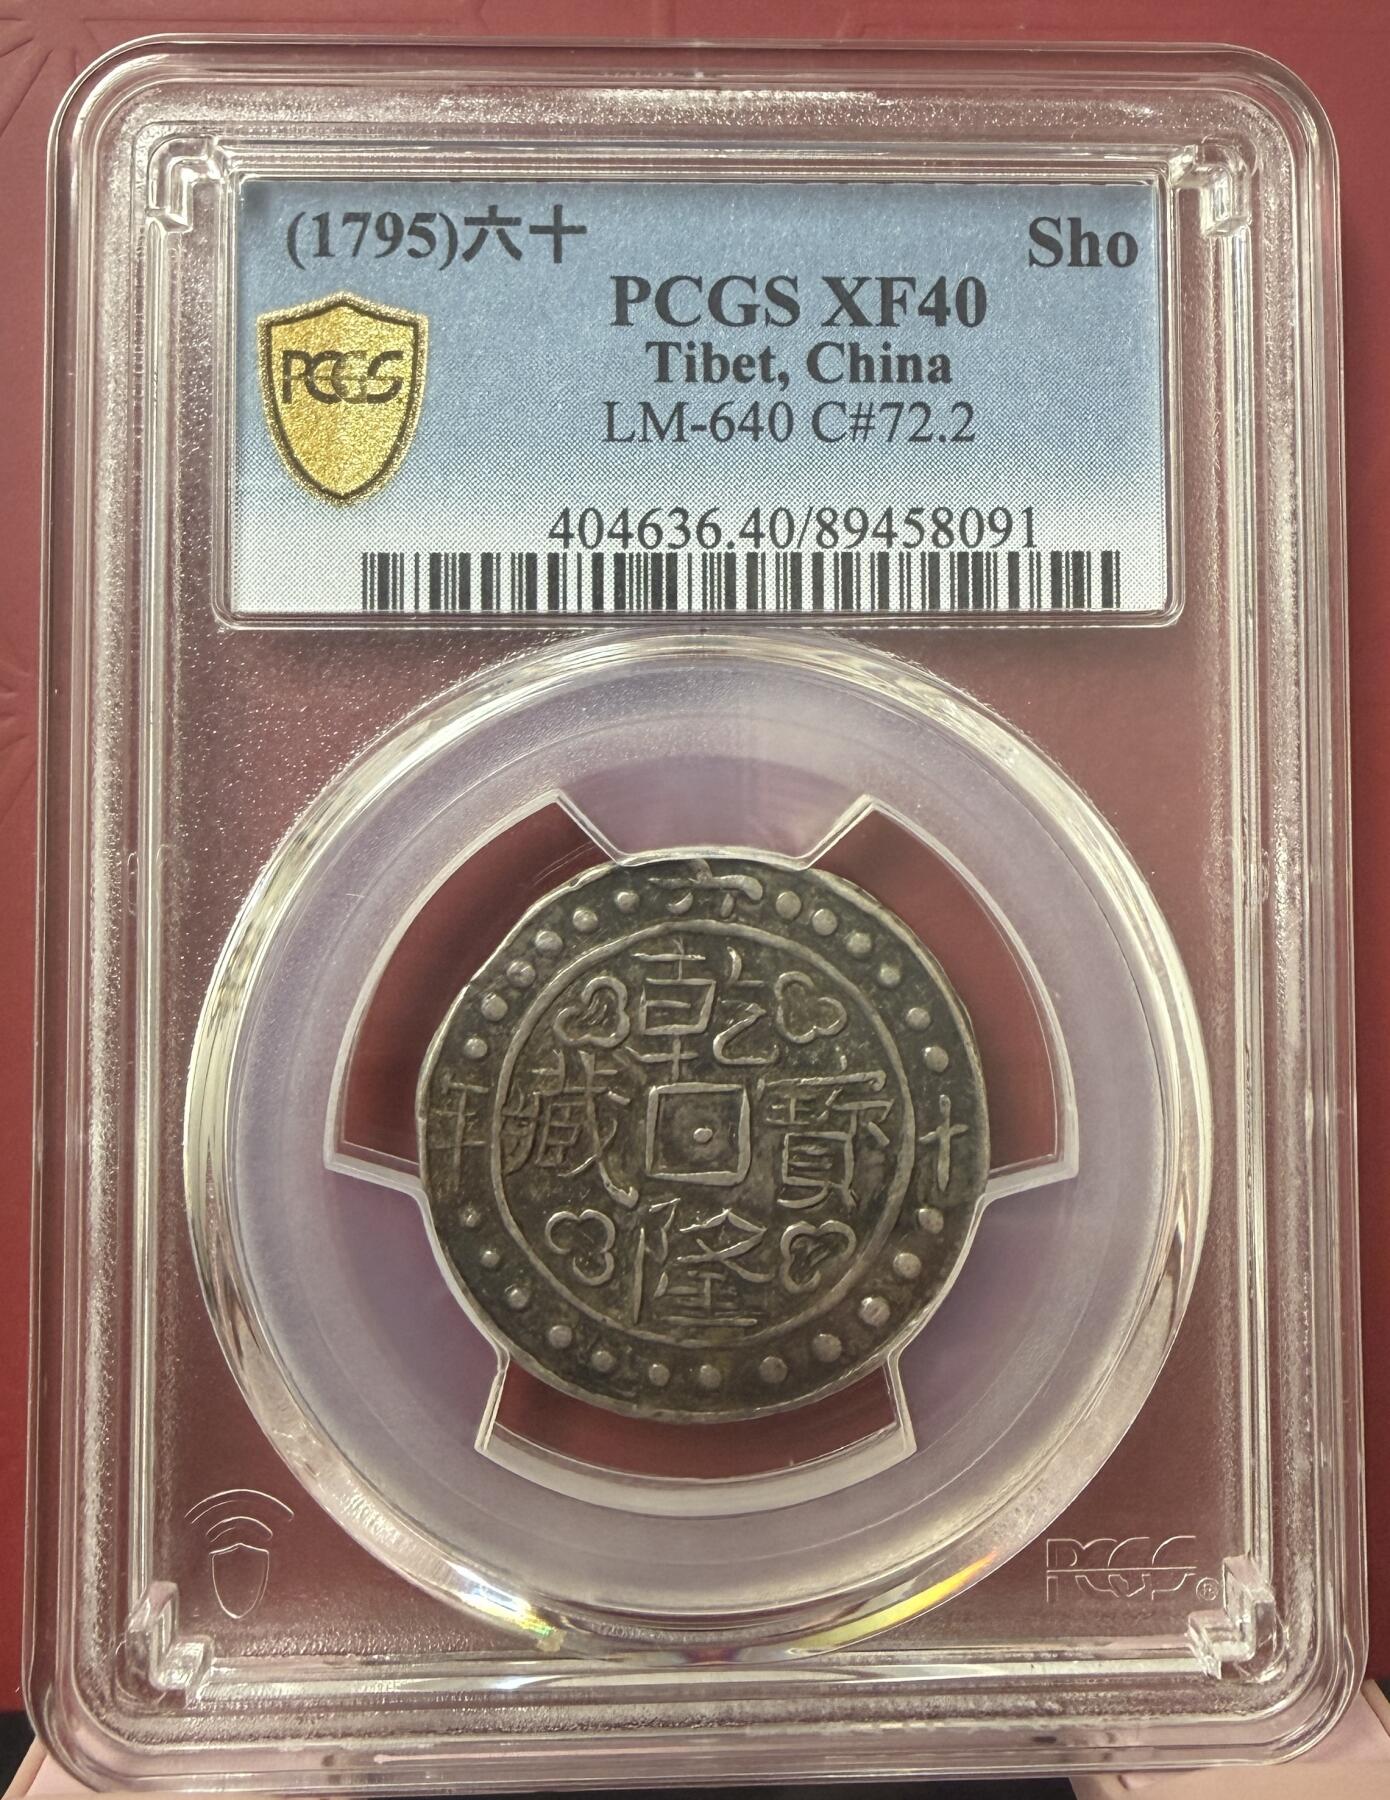 (1795)六十 Sho
PCGS XF40
PCGS
Tibet, China
LM-640 C#72.2
404636.40/89458091
六
乾
年 藏 寶 十
隆
PCGS®